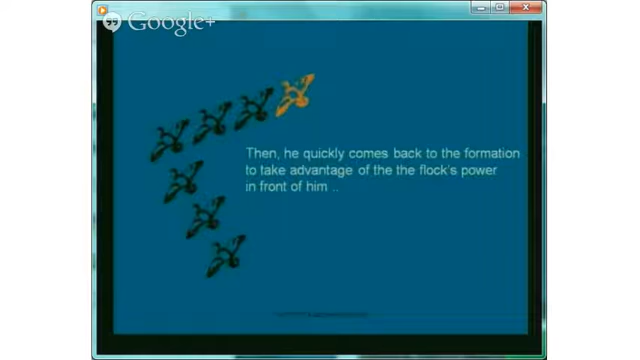 Google+
Then, he quickly comes back to the formation
to take advantage of the the flock's power
in front of him ..